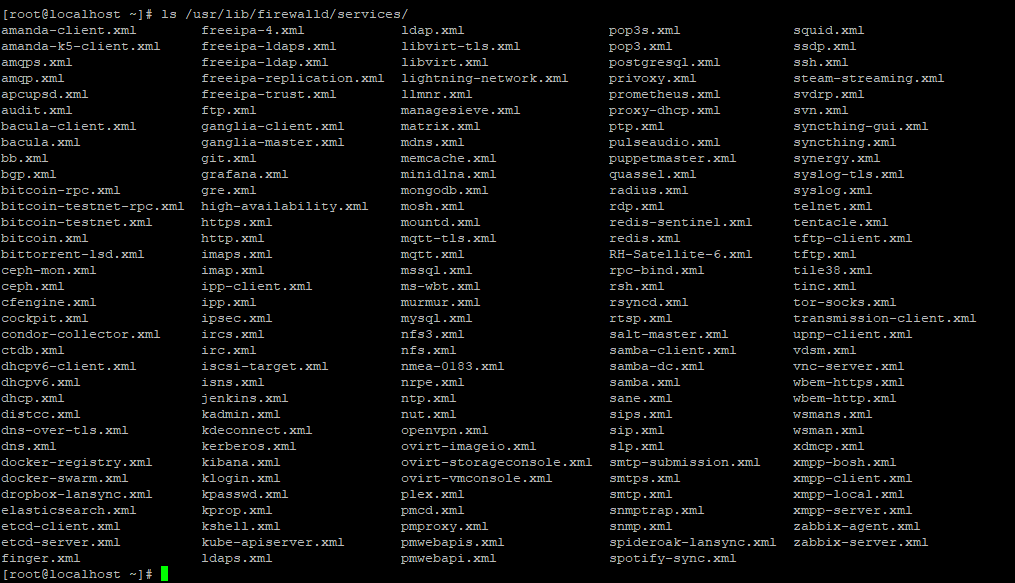 [root@localhost ~]# ls /usr/lib/firewalld/services/
amanda-client.xml freeipa-4.xml ldap.xml pop3s.xml squid.xml
amanda-k5-client.xml freeipa-ldaps.xml libvirt-tls.xml pop3.xml ssdp.xml
amqps.xml freeipa-ldap.xml libvirt.xml postgresql.xml ssh.xml
amqp.xml freeipa-replication.xml lightning-network.xml privoxy.xml steam-streaming.xml
apcupsd.xml freeipa-trust.xml llmnr.xml prometheus.xml svdrp.xml
audit.xml ftp.xml managesieve.xml proxy-dhcp.xml svn.xml
bacula-client.xml ganglia-client.xml matrix.xml ptp.xml syncthing-gui.xml
bacula.xml ganglia-master.xml mdns.xml pulseaudio.xml syncthing.xml
bb.xml git.xml memcache.xml puppetmaster.xml synergy.xml
bgp.xml grafana.xml minidlna.xml quassel.xml syslog-tls.xml
bitcoin-rpc.xml gre.xml mongodb.xml radius.xml syslog.xml
bitcoin-testnet-rpc.xml high-availability.xml mosh.xml rdp.xml telnet.xml
bitcoin-testnet.xml https.xml mountd.xml redis-sentinel.xml tentacle.xml
bitcoin.xml http.xml mqtt-tls.xml redis.xml tftp-client.xml
bittorrent-lsd.xml imaps.xml mqtt.xml RH-Satellite-6.xml tftp.xml
ceph-mon.xml imap.xml mssql.xml rpc-bind.xml tile38.xml
ceph.xml ipp-client.xml ms-wbt.xml rsh.xml tinc.xml
cfengine.xml ipp.xml murmur.xml rsyncd.xml tor-socks.xml
cockpit.xml ipsec.xml mysql.xml rtsp.xml transmission-client.xml
condor-collector.xml ircs.xml nfs3.xml salt-master.xml upnp-client.xml
ctdb.xml irc.xml nfs.xml samba-client.xml vdsm.xml
dhcpv6-client.xml iscsi-target.xml nmea-0183.xml samba-dc.xml vnc-server.xml
dhcpv6.xml isns.xml nrpe.xml samba.xml wbem-https.xml
dhcp.xml jenkins.xml ntp.xml sane.xml wbem-http.xml
distcc.xml kadmin.xml nut.xml sips.xml wsmans.xml
dns-over-tls.xml kdeconnect.xml openvpn.xml sip.xml wsman.xml
dns.xml kerberos.xml ovirt-imageio.xml slp.xml xdmcp.xml
docker-registry.xml kibana.xml ovirt-storageconsole.xml smtp-submission.xml xmpp-bosh.xml
docker-swarm.xml klogin.xml ovirt-vmconsole.xml smtps.xml xmpp-client.xml
dropbox-lansync.xml kpasswd.xml plex.xml smtp.xml xmpp-local.xml
elasticsearch.xml kprop.xml pmcd.xml snmptrap.xml xmpp-server.xml
etcd-client.xml kshell.xml pmproxy.xml snmp.xml zabbix-agent.xml
etcd-server.xml kube-apiserver.xml pmwebapis.xml spideroak-lansync.xml zabbix-server.xml
finger.xml ldaps.xml pmwebapi.xml spotify-sync.xml
[root@localhost ~]#